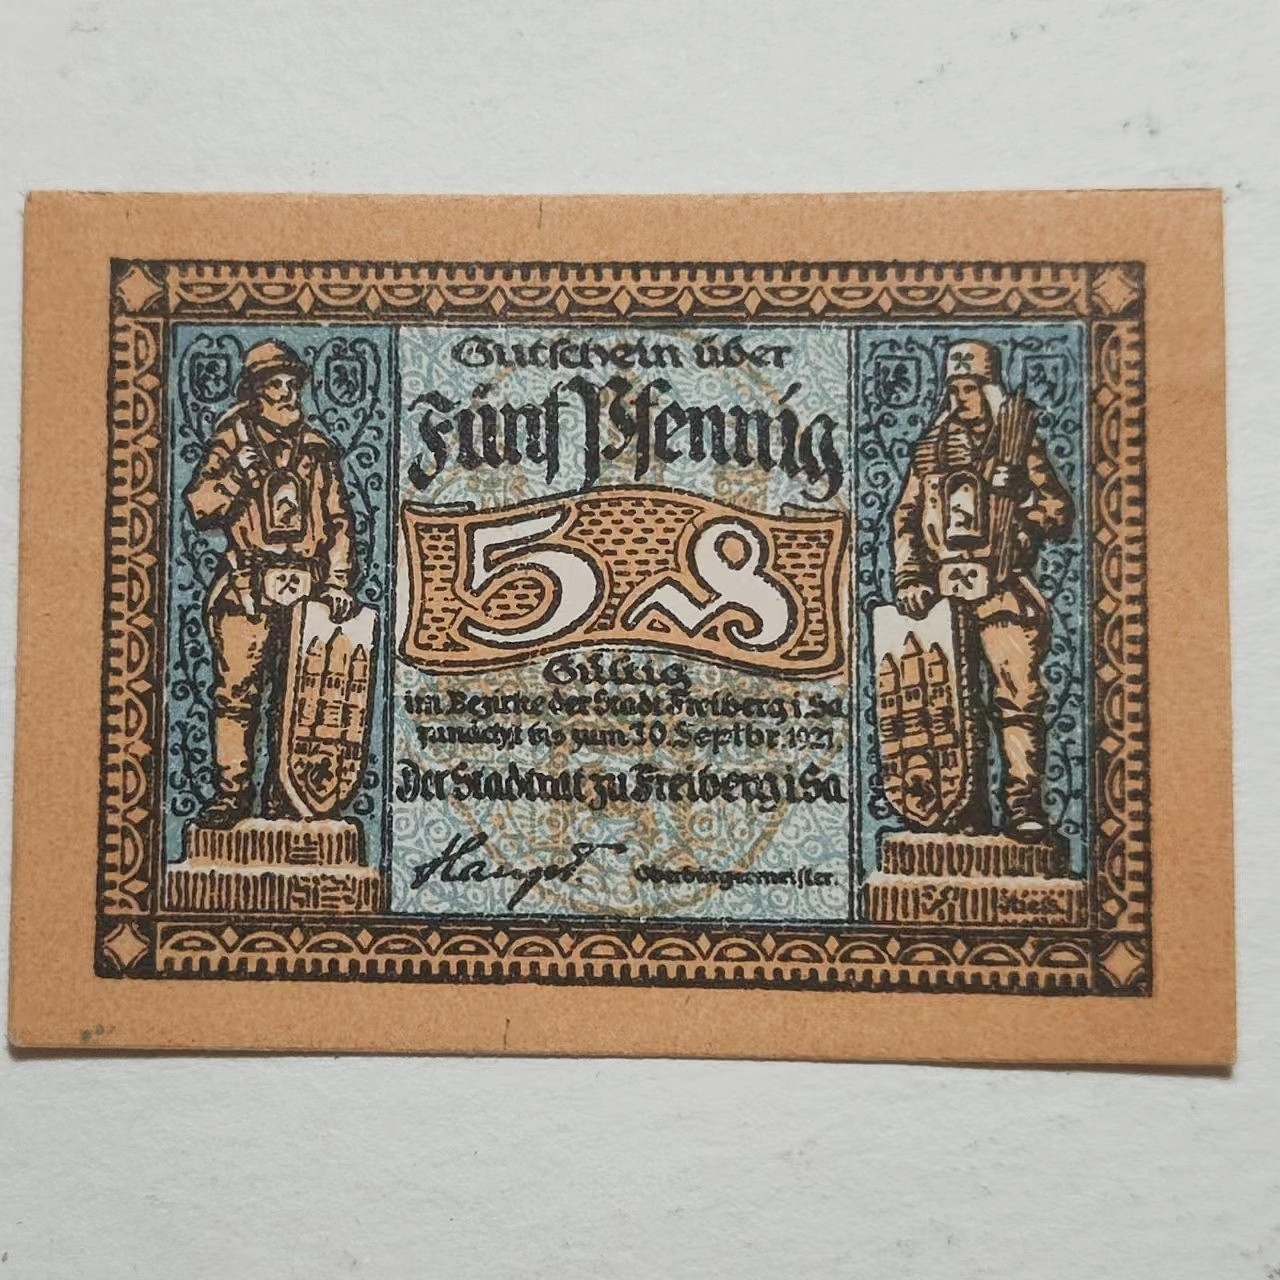 Gutschein über
Fünf Pfennig
5 ₰
Gültig
im Bezirke der Stadt Freiberg i Sa
zunächst bis zum 30. Septbr. 1921.
Der Stadtrat zu Freiberg i Sa
Oberbürgermeister.